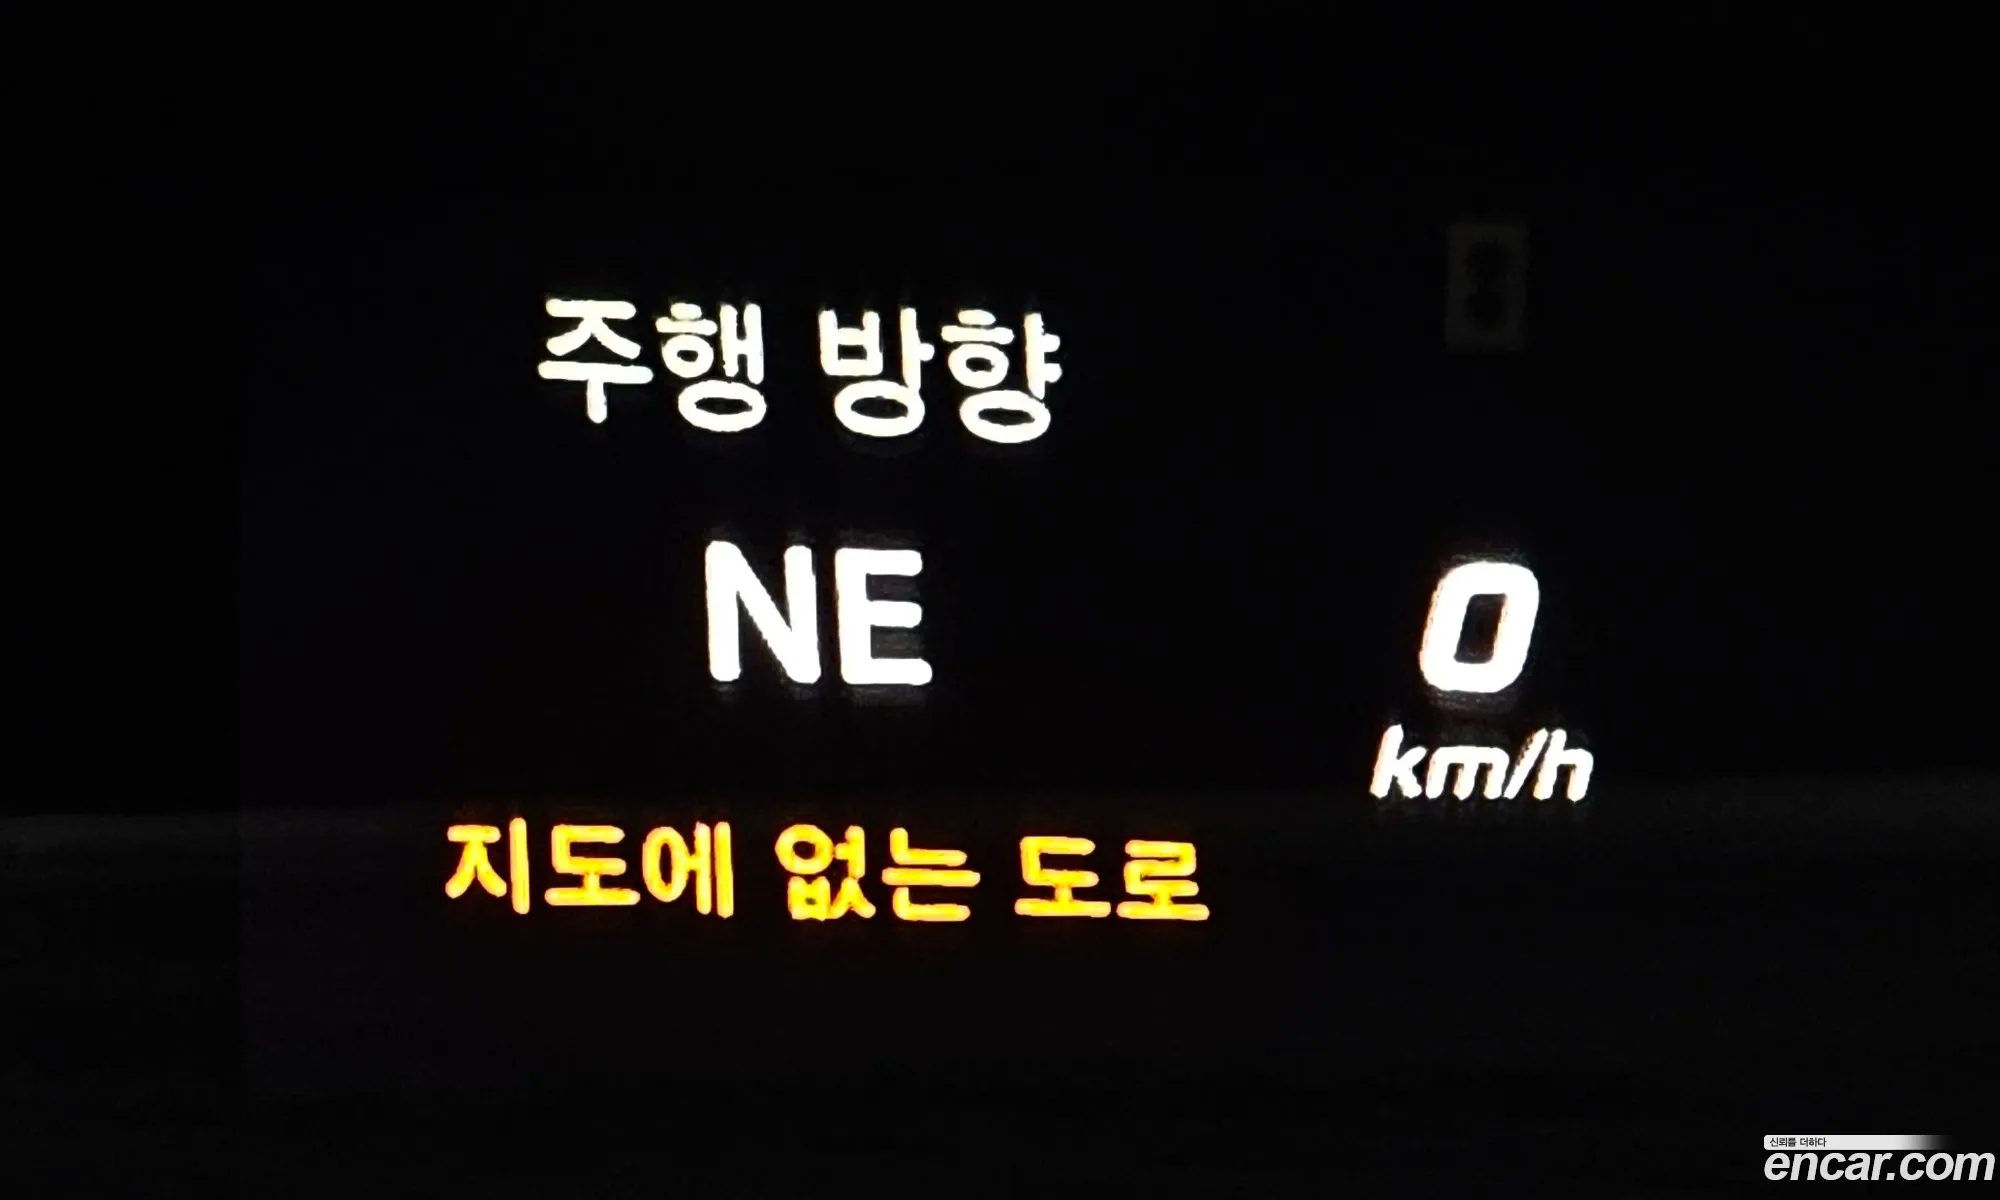 주행 방향
NE
0
km/h
지도에 없는 도로
신뢰를 더하다
encar.com